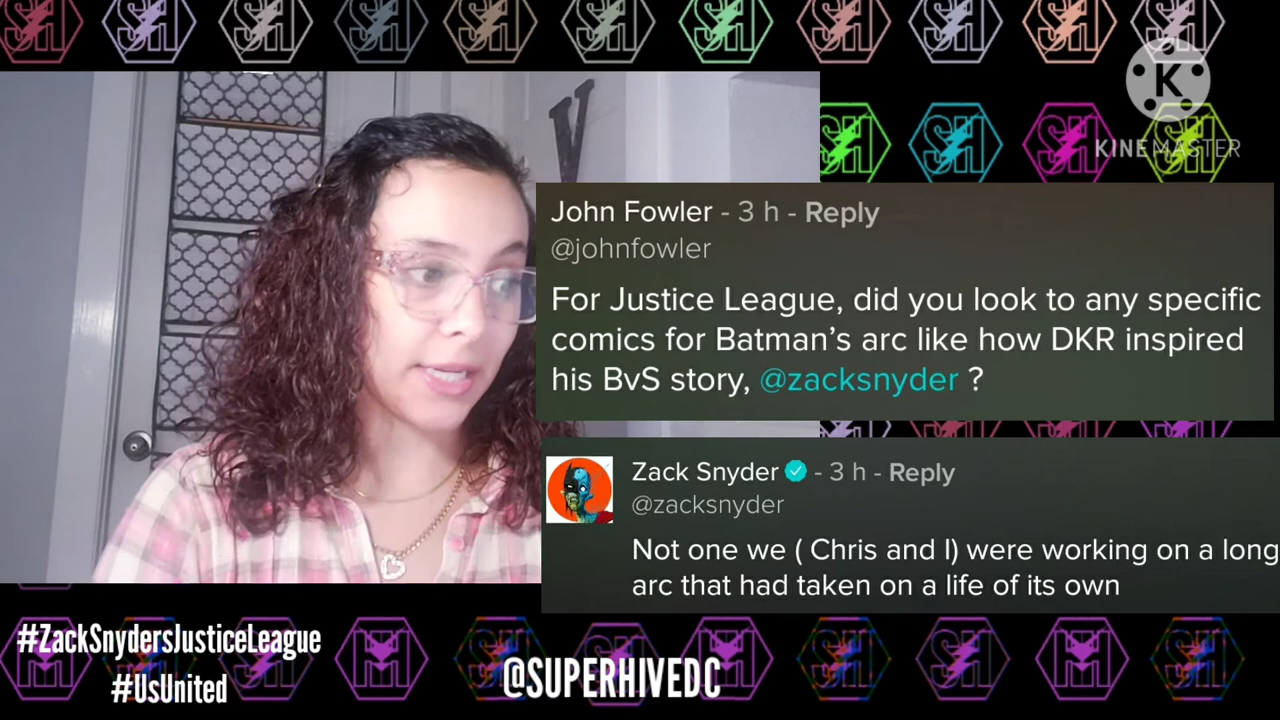 KINEMASTER
John Fowler - 3 h - Reply
@johnfowler
For Justice League, did you look to any specific
comics for Batman’s arc like how DKR inspired
his BvS story, @zacksnyder ?
Zack Snyder - 3 h - Reply
@zacksnyder
Not one we ( Chris and I) were working on a long
arc that had taken on a life of its own
#ZackSnydersJusticeLeague
#UsUnited
@SUPERHIVEDC